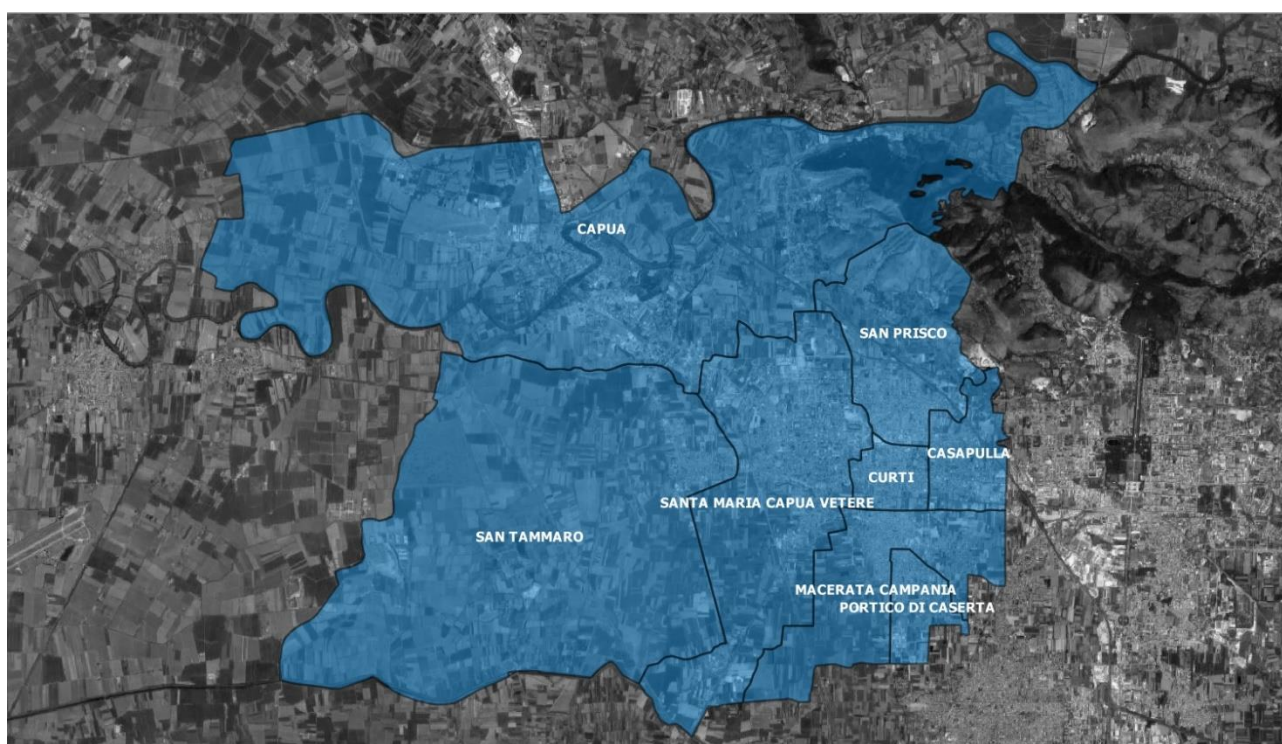 CAPUA
SAN PRISCO
CASAPULLA
CURTI
SANTA MARIA CAPUA VETERE
SAN TAMMARO
MACERATA CAMPANIA
PORTICO DI CASERTA